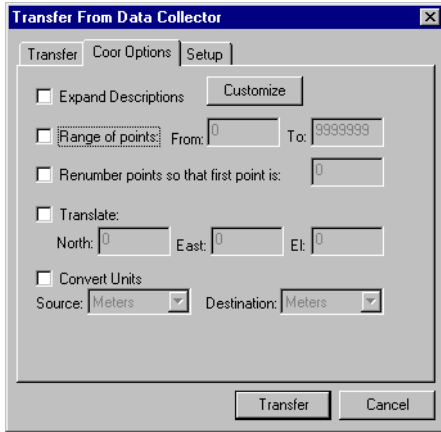 Transfer From Data Collector
Transfer Coor Options Setup
Expand Descriptions Customize
Range of points: From: 0 To: 9999999
Renumber points so that first point is: 0
Translate:
North: 0 East: 0 El: 0
Convert Units
Source: Meters Destination: Meters
Transfer Cancel